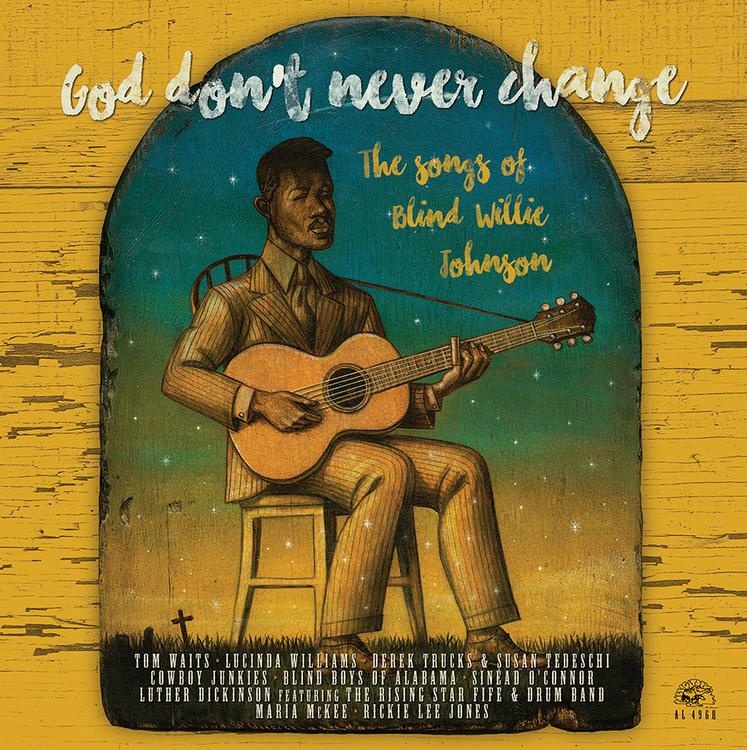 God don't never change
The songs of
Blind Willie
Johnson
TOM WAITS · LUCINDA WILLIAMS · DEREK TRUCKS & SUSAN TEDESCHI
COWBOY JUNKIES · BLIND BOYS OF ALABAMA · SINÉAD O'CONNOR
LUTHER DICKINSON FEATURING THE RISING STAR FIFE & DRUM BAND
MARIA McKEE · RICKIE LEE JONES
AL 4968